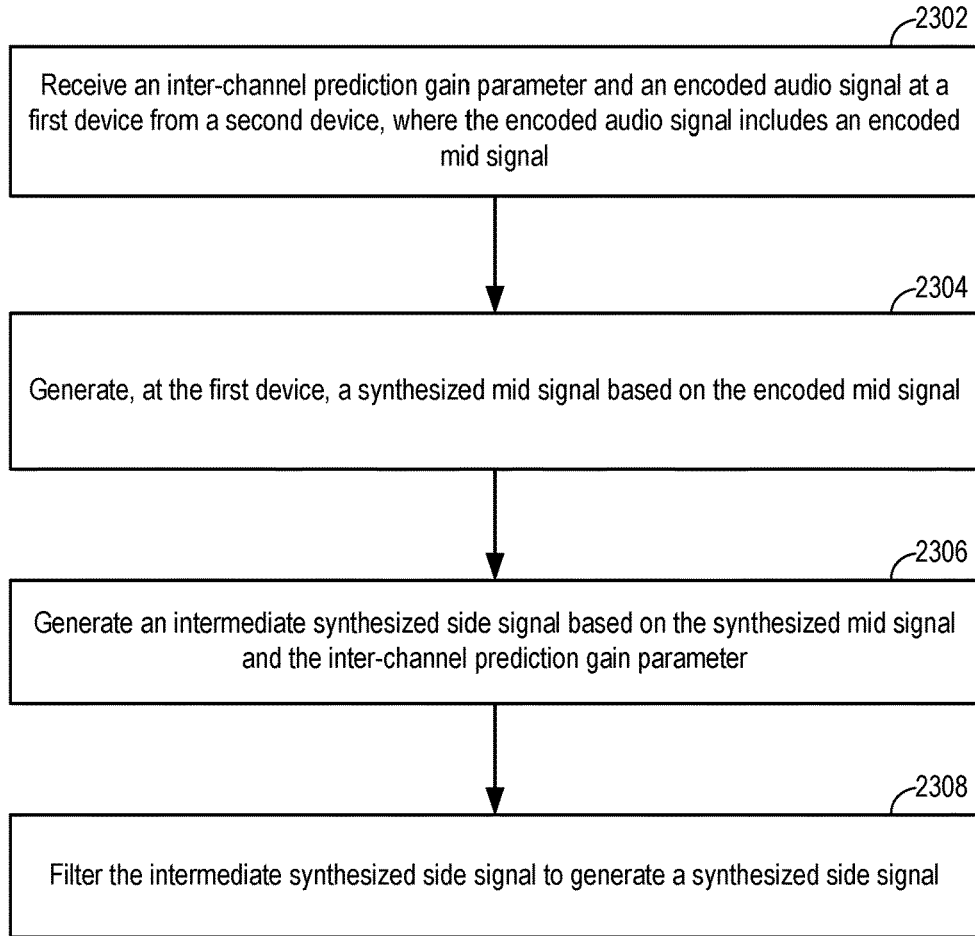 2302
Receive an inter-channel prediction gain parameter and an encoded audio signal at a
first device from a second device, where the encoded audio signal includes an encoded
mid signal
2304
Generate, at the first device, a synthesized mid signal based on the encoded mid signal
2306
Generate an intermediate synthesized side signal based on the synthesized mid signal
and the inter-channel prediction gain parameter
2308
Filter the intermediate synthesized side signal to generate a synthesized side signal